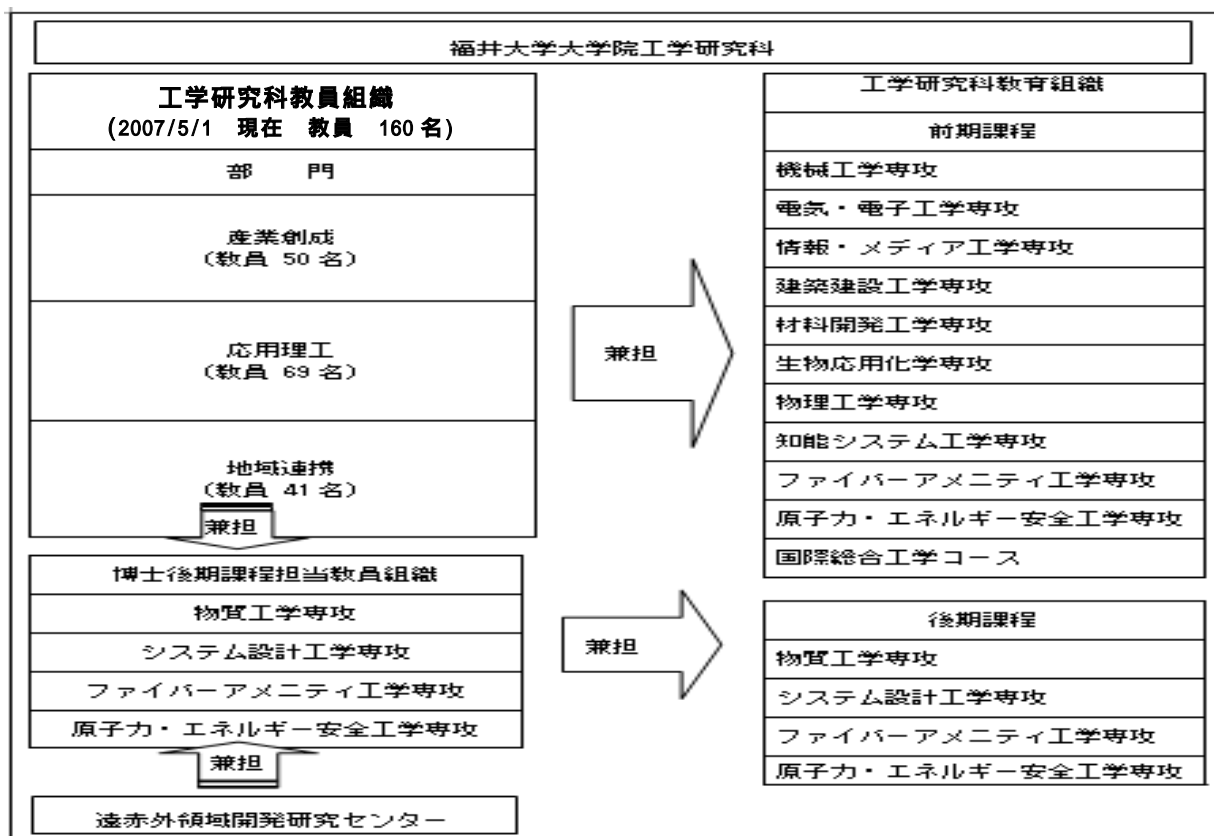 福井大学大学院工学研究科
工学研究科教員組織
(2007/5/1 現在 教員 160名)
部 門
産業創成
(教員 50名)
応用理工
(教員 69名)
地域連携
(教員 41名)
兼担
博士後期課程担当教員組織
物質工学専攻
システム設計工学専攻
ファイバーアメニティ工学専攻
原子力・エネルギー安全工学専攻
兼担
遠赤外領域開発研究センター
兼担
兼担
工学研究科教育組織
前期課程
機械工学専攻
電気・電子工学専攻
情報・メディア工学専攻
建築建設工学専攻
材料開発工学専攻
生物応用化学専攻
物理工学専攻
知能システム工学専攻
ファイバーアメニティ工学専攻
原子力・エネルギー安全工学専攻
国際総合工学コース
後期課程
物質工学専攻
システム設計工学専攻
ファイバーアメニティ工学専攻
原子力・エネルギー安全工学専攻